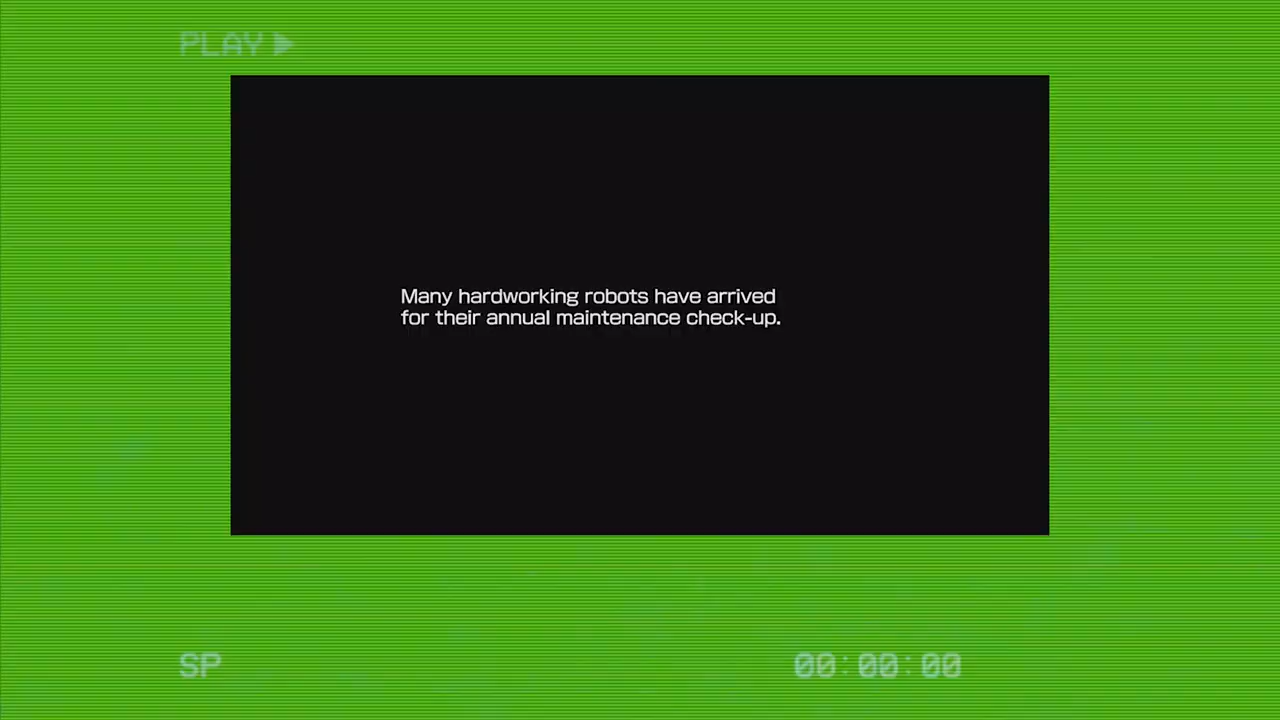 PLAY ▶
Many hardworking robots have arrived
for their annual maintenance check-up.
SP
00:00:00